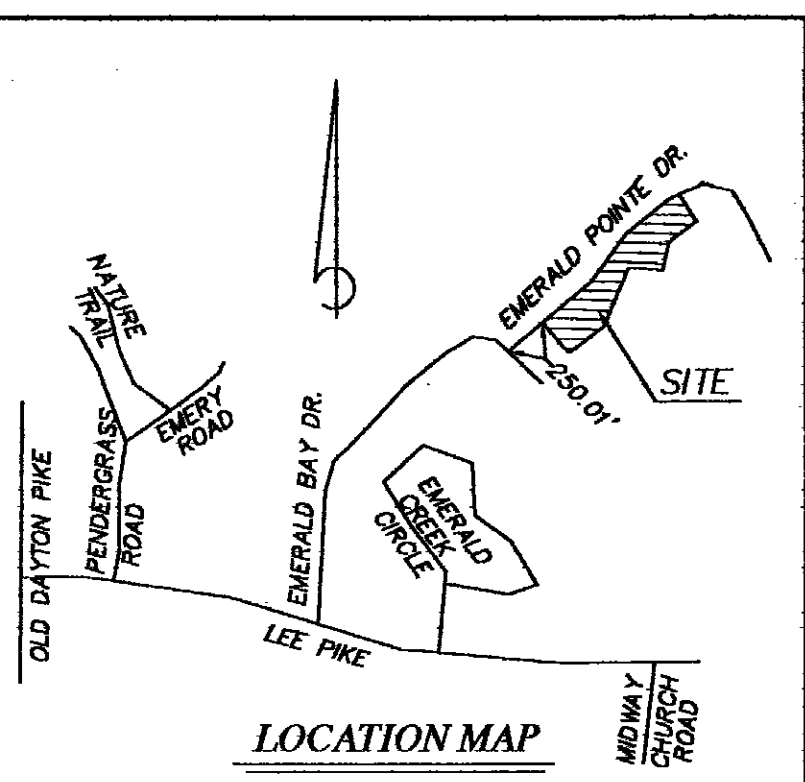 EMERALD POINTE DR.
NATURE
TRAIL
250.01'
SITE
EMERY
ROAD
PENDERGRASS
ROAD
OLD DAYTON PIKE
EMERALD BAY DR.
EMERALD
CREEK
CIRCLE
LEE PIKE
MIDWAY
CHURCH
ROAD
LOCATION MAP